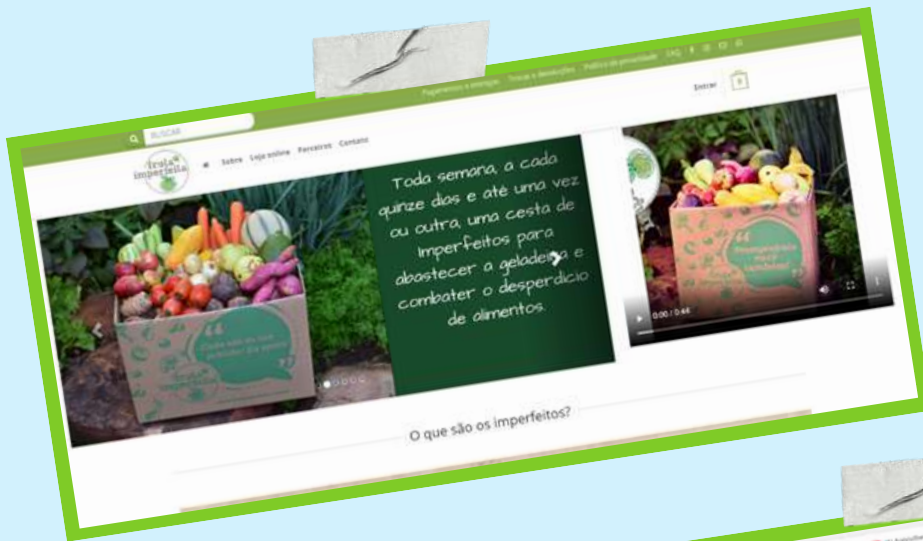 Pagamentos e entregas Trocas e devoluções Política de privacidade FAQ
BUSCAR
Entrar
0
fruta
imperfeita
Sobre Loja online Parceiros Contato
Toda semana, a cada
quinze dias e até uma vez
ou outra, uma cesta de
Imperfeitos para
abastecer a geladeira e
combater o desperdício
de alimentos.
0:00 / 0:44
O que são os imperfeitos?